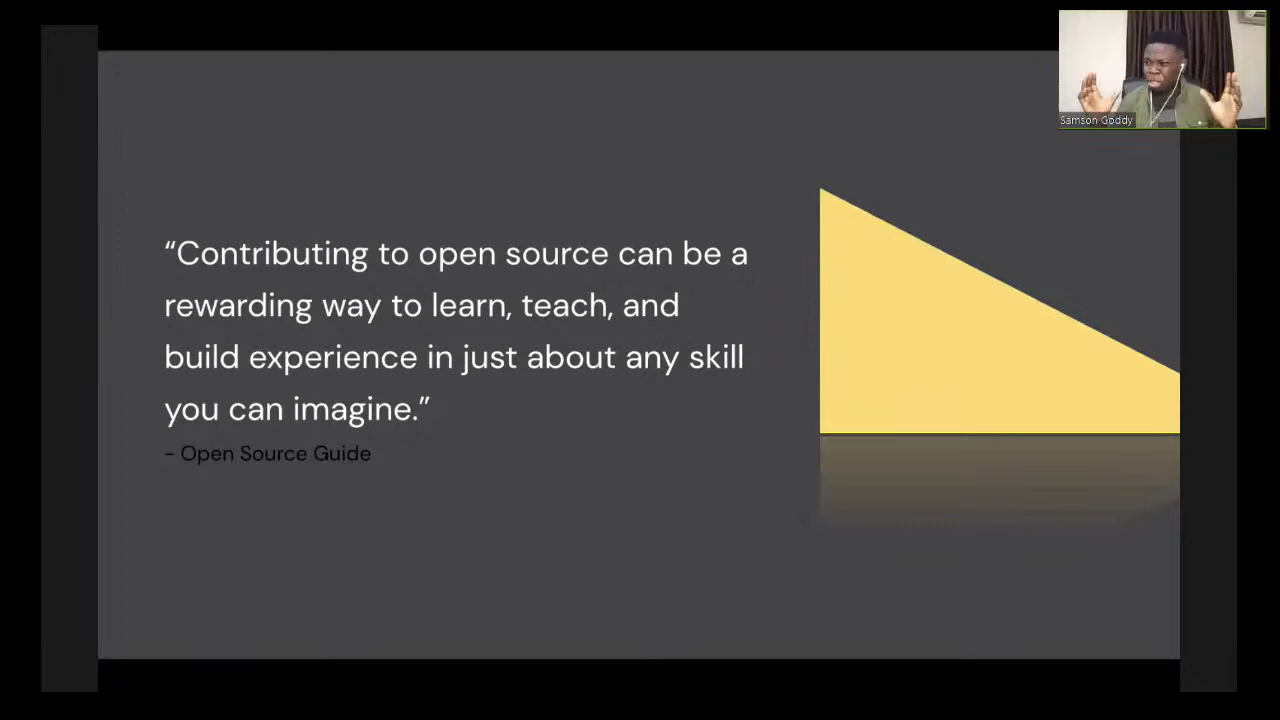 “Contributing to open source can be a
rewarding way to learn, teach, and
build experience in just about any skill
you can imagine.”
- Open Source Guide
Samson Goddy